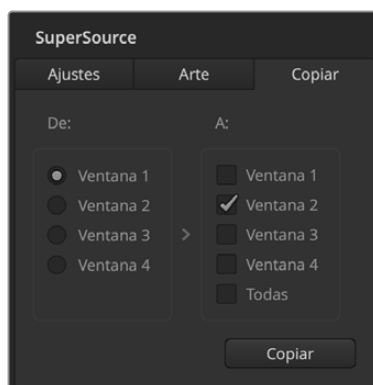 SuperSource
Ajustes Arte Copiar
De: A:
Ventana 1 Ventana 1
Ventana 2 Ventana 2
Ventana 3 > Ventana 3
Ventana 4 Ventana 4
Todas
Copiar